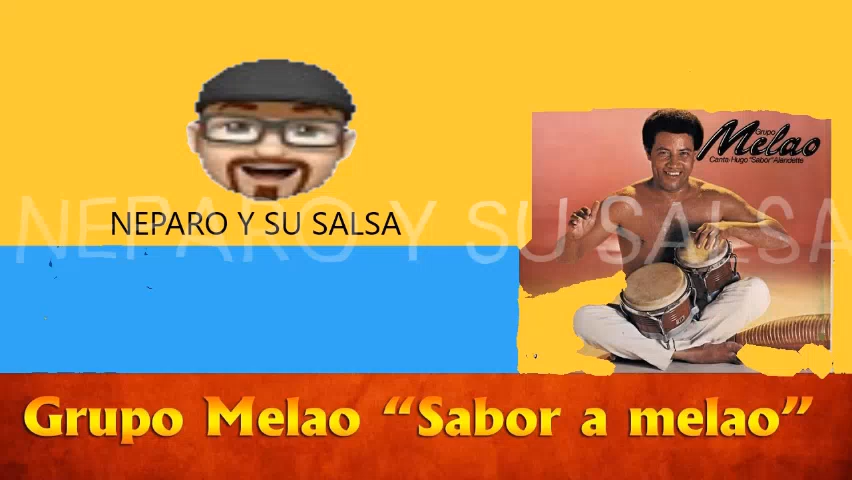 Grupo
Melao
Canta: Hugo "Sabor" Alandette
NEPARO Y SU SALSA
NEPARO Y SU SALSA
Grupo Melao “Sabor a melao”